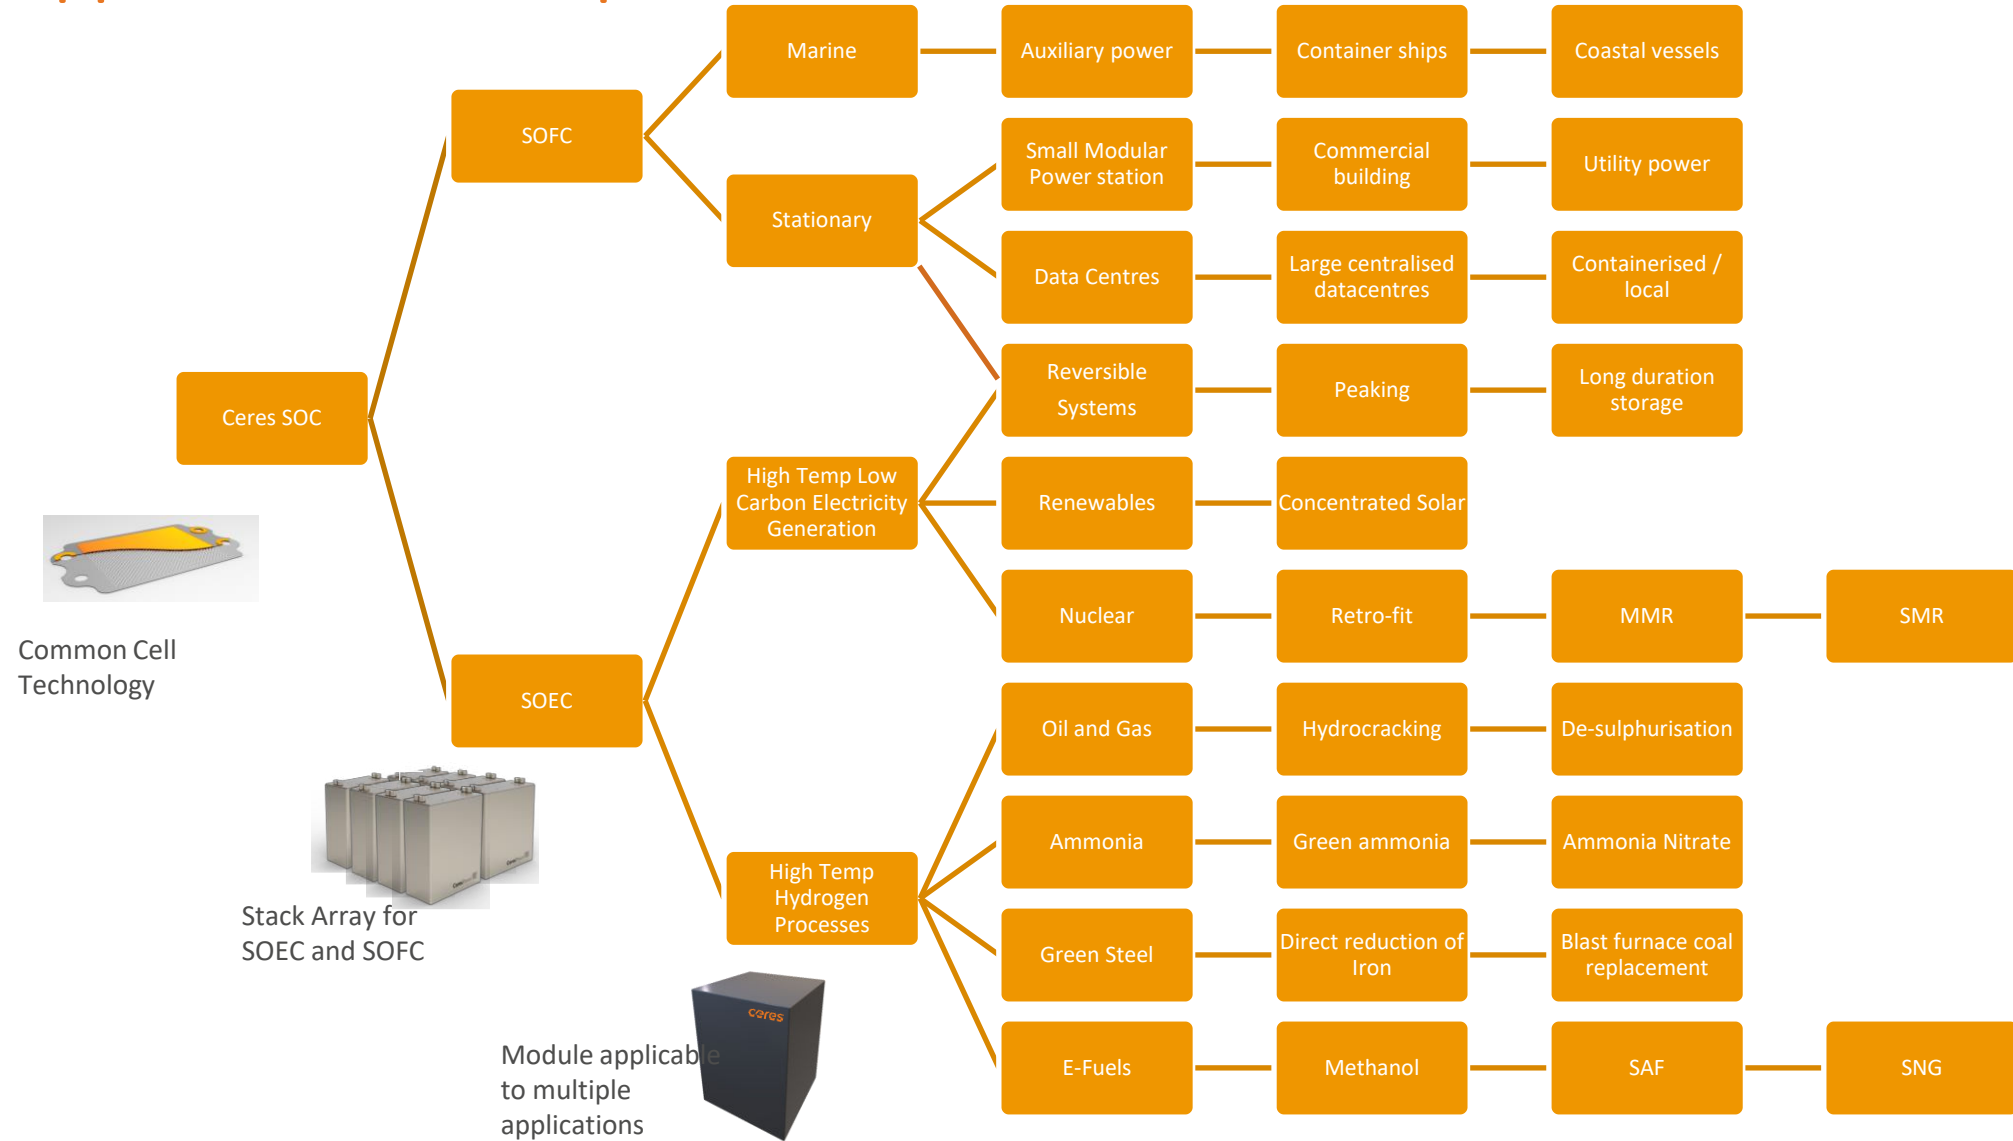 Marine
Auxiliary power
Container ships
Coastal vessels
SOFC
Small Modular
Power station
Commercial
building
Utility power
Stationary
Data Centres
Large centralised
datacentres
Containerised /
local
Reversible
Systems
Peaking
Long duration
storage
Ceres SOC
High Temp Low
Carbon Electricity
Generation
Renewables
Concentrated Solar
Nuclear
Retro-fit
MMR
SMR
Common Cell
Technology
SOEC
Oil and Gas
Hydrocracking
De-sulphurisation
Ammonia
Green ammonia
Ammonia Nitrate
High Temp
Hydrogen
Processes
Stack Array for
SOEC and SOFC
Green Steel
Direct reduction of
Iron
Blast furnace coal
replacement
ceres
Module applicable
to multiple
applications
E-Fuels
Methanol
SAF
SNG